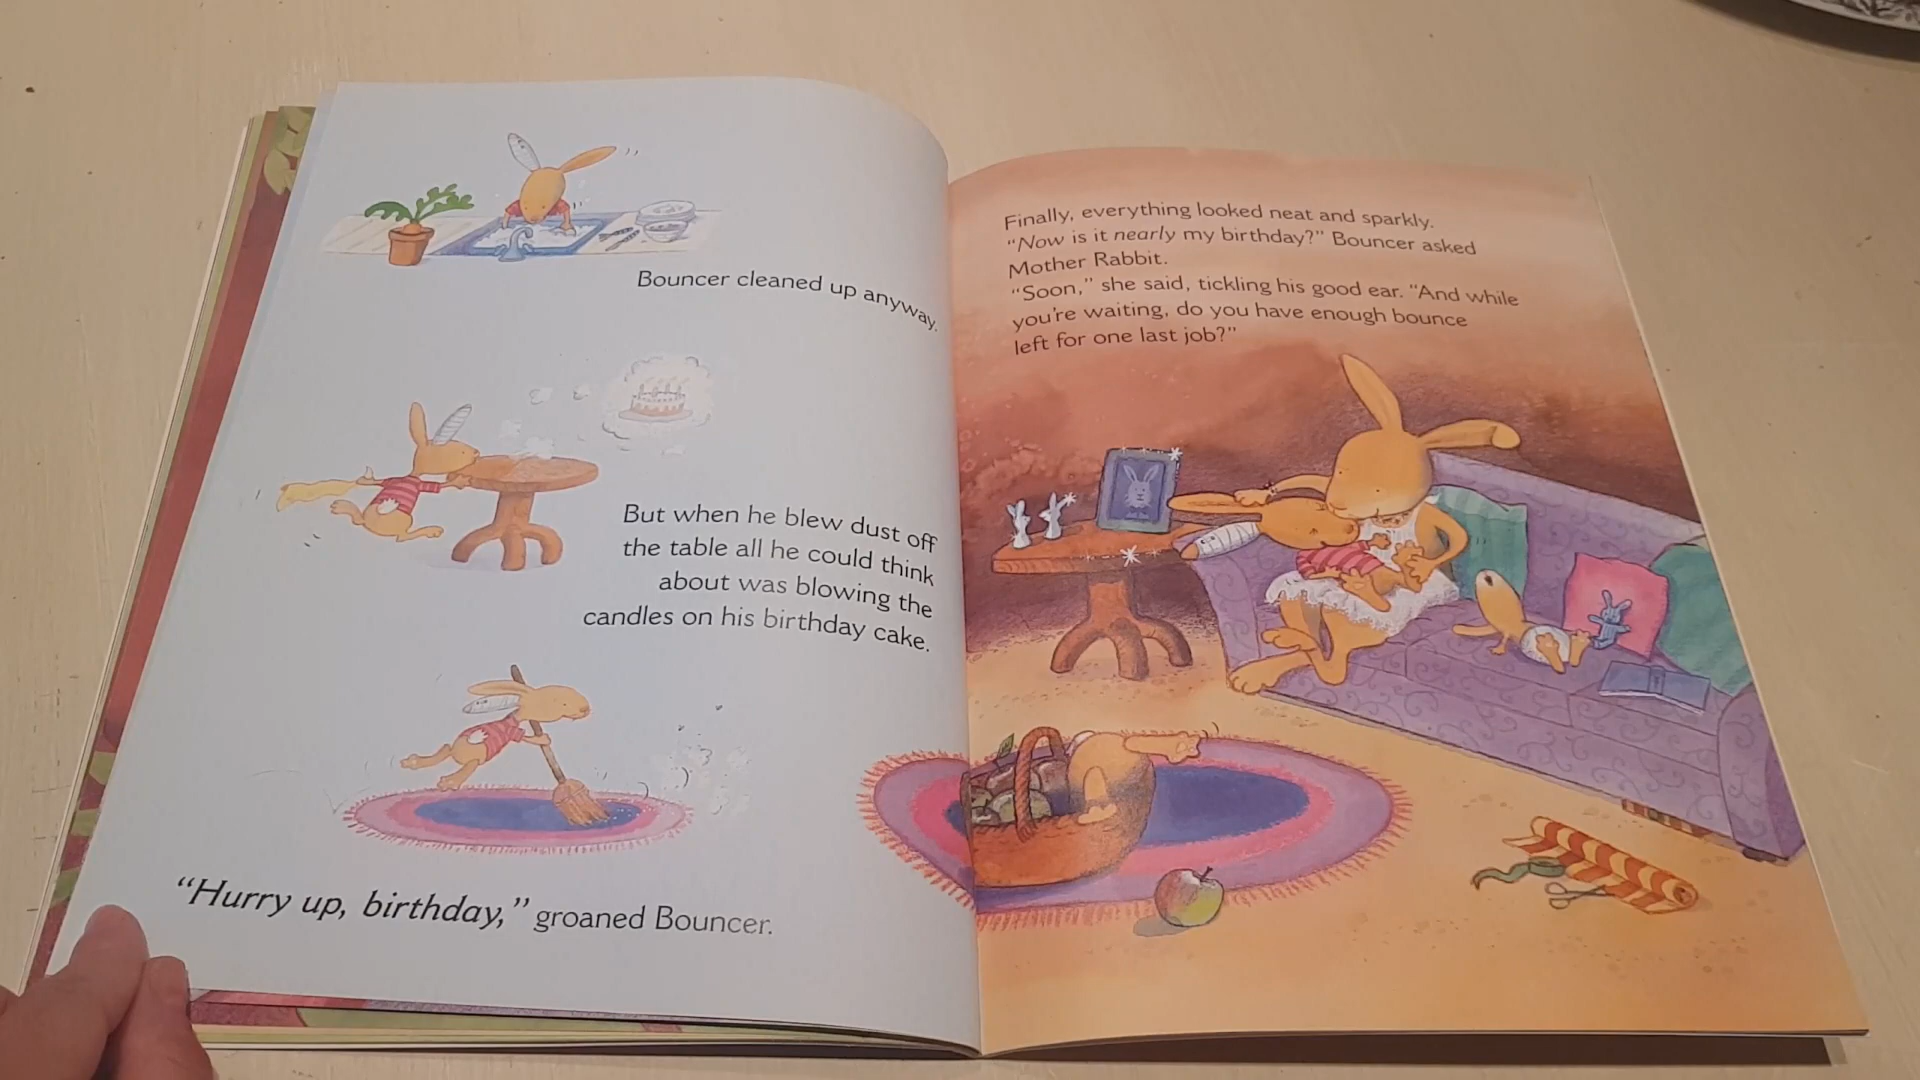 Bouncer cleaned up anyway.
But when he blew dust off
the table all he could think
about was blowing the
candles on his birthday cake.
“Hurry up, birthday,” groaned Bouncer.
Finally, everything looked neat and sparkly.
“Now is it nearly my birthday?” Bouncer asked
Mother Rabbit.
“Soon,” she said, tickling his good ear. “And while
you’re waiting, do you have enough bounce
left for one last job?”